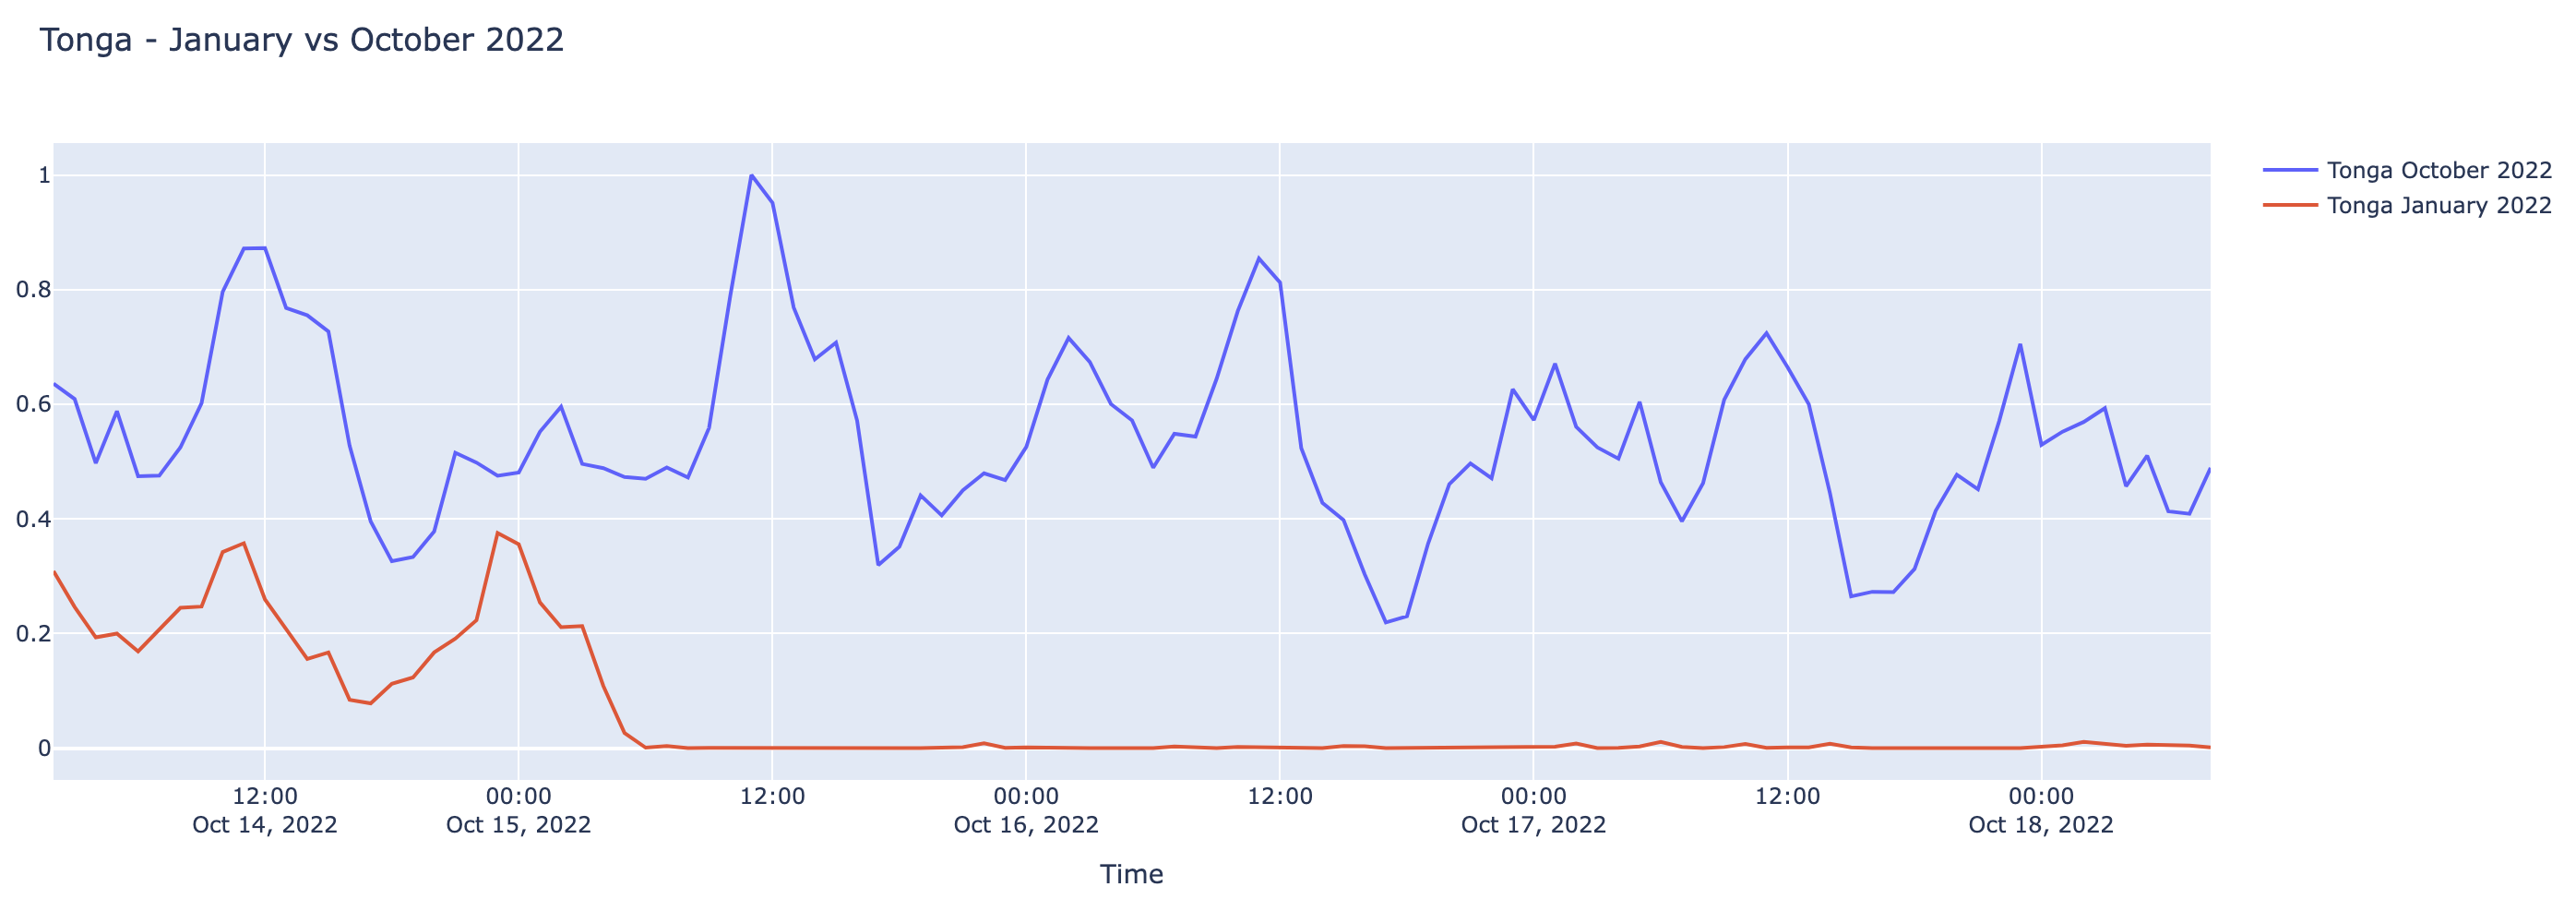 Tonga - January vs October 2022
Tonga October 2022
Tonga January 2022
1
0.8
0.6
0.4
0.2
0
12:00 00:00 12:00 00:00 12:00 00:00 12:00 00:00
Oct 14, 2022 Oct 15, 2022 Oct 16, 2022 Oct 17, 2022 Oct 18, 2022
Time